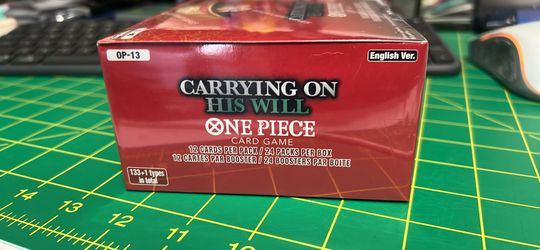 OP-13
English Ver.
CARRYING ON
HIS WILL
ONE PIECE
CARD GAME
12 CARDS PER PACK / 24 PACKS PER BOX
12 CARTES PAR BOOSTER / 24 BOOSTERS PAR BOITE
133+1 types
in total
14
13
12
11
10
9
8
7